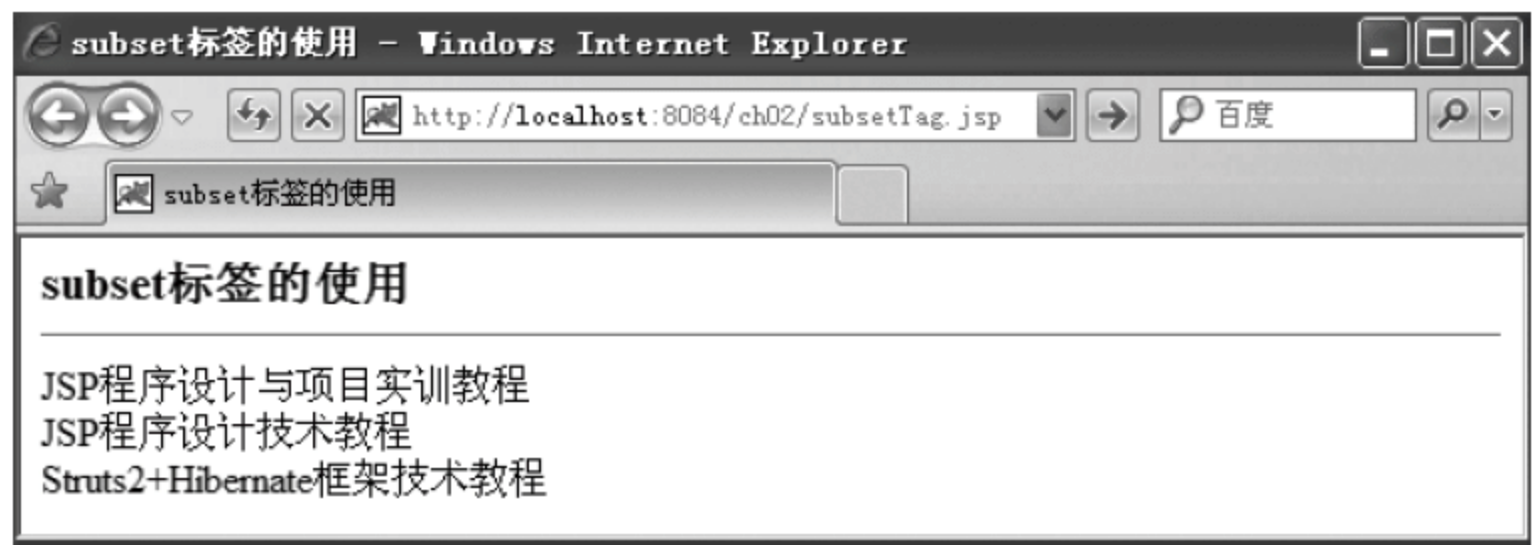 subset标签的使用 - Windows Internet Explorer
http://localhost:8084/ch02/subsetTag.jsp 百度
subset标签的使用
subset标签的使用
JSP程序设计与项目实训教程
JSP程序设计技术教程
Struts2+Hibernate框架技术教程